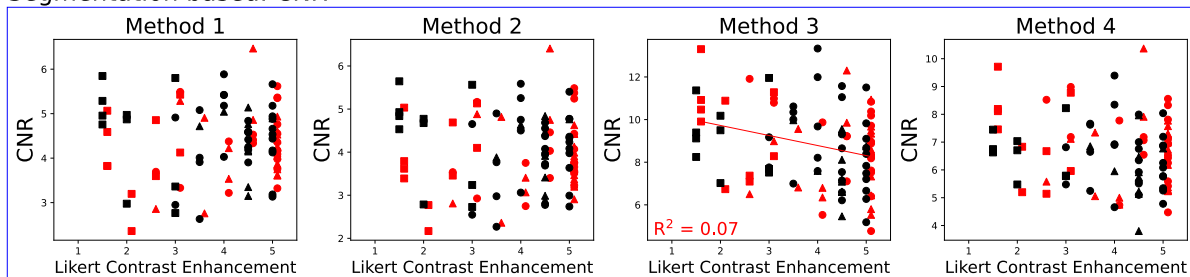 Method 1
CNR
6
5
4
3
1 2 3 4 5
Likert Contrast Enhancement
Method 2
CNR
6
5
4
3
2
1 2 3 4 5
Likert Contrast Enhancement
Method 3
CNR
12
10
8
6
R² = 0.07
1 2 3 4 5
Likert Contrast Enhancement
Method 4
CNR
10
9
8
7
6
5
4
1 2 3 4 5
Likert Contrast Enhancement